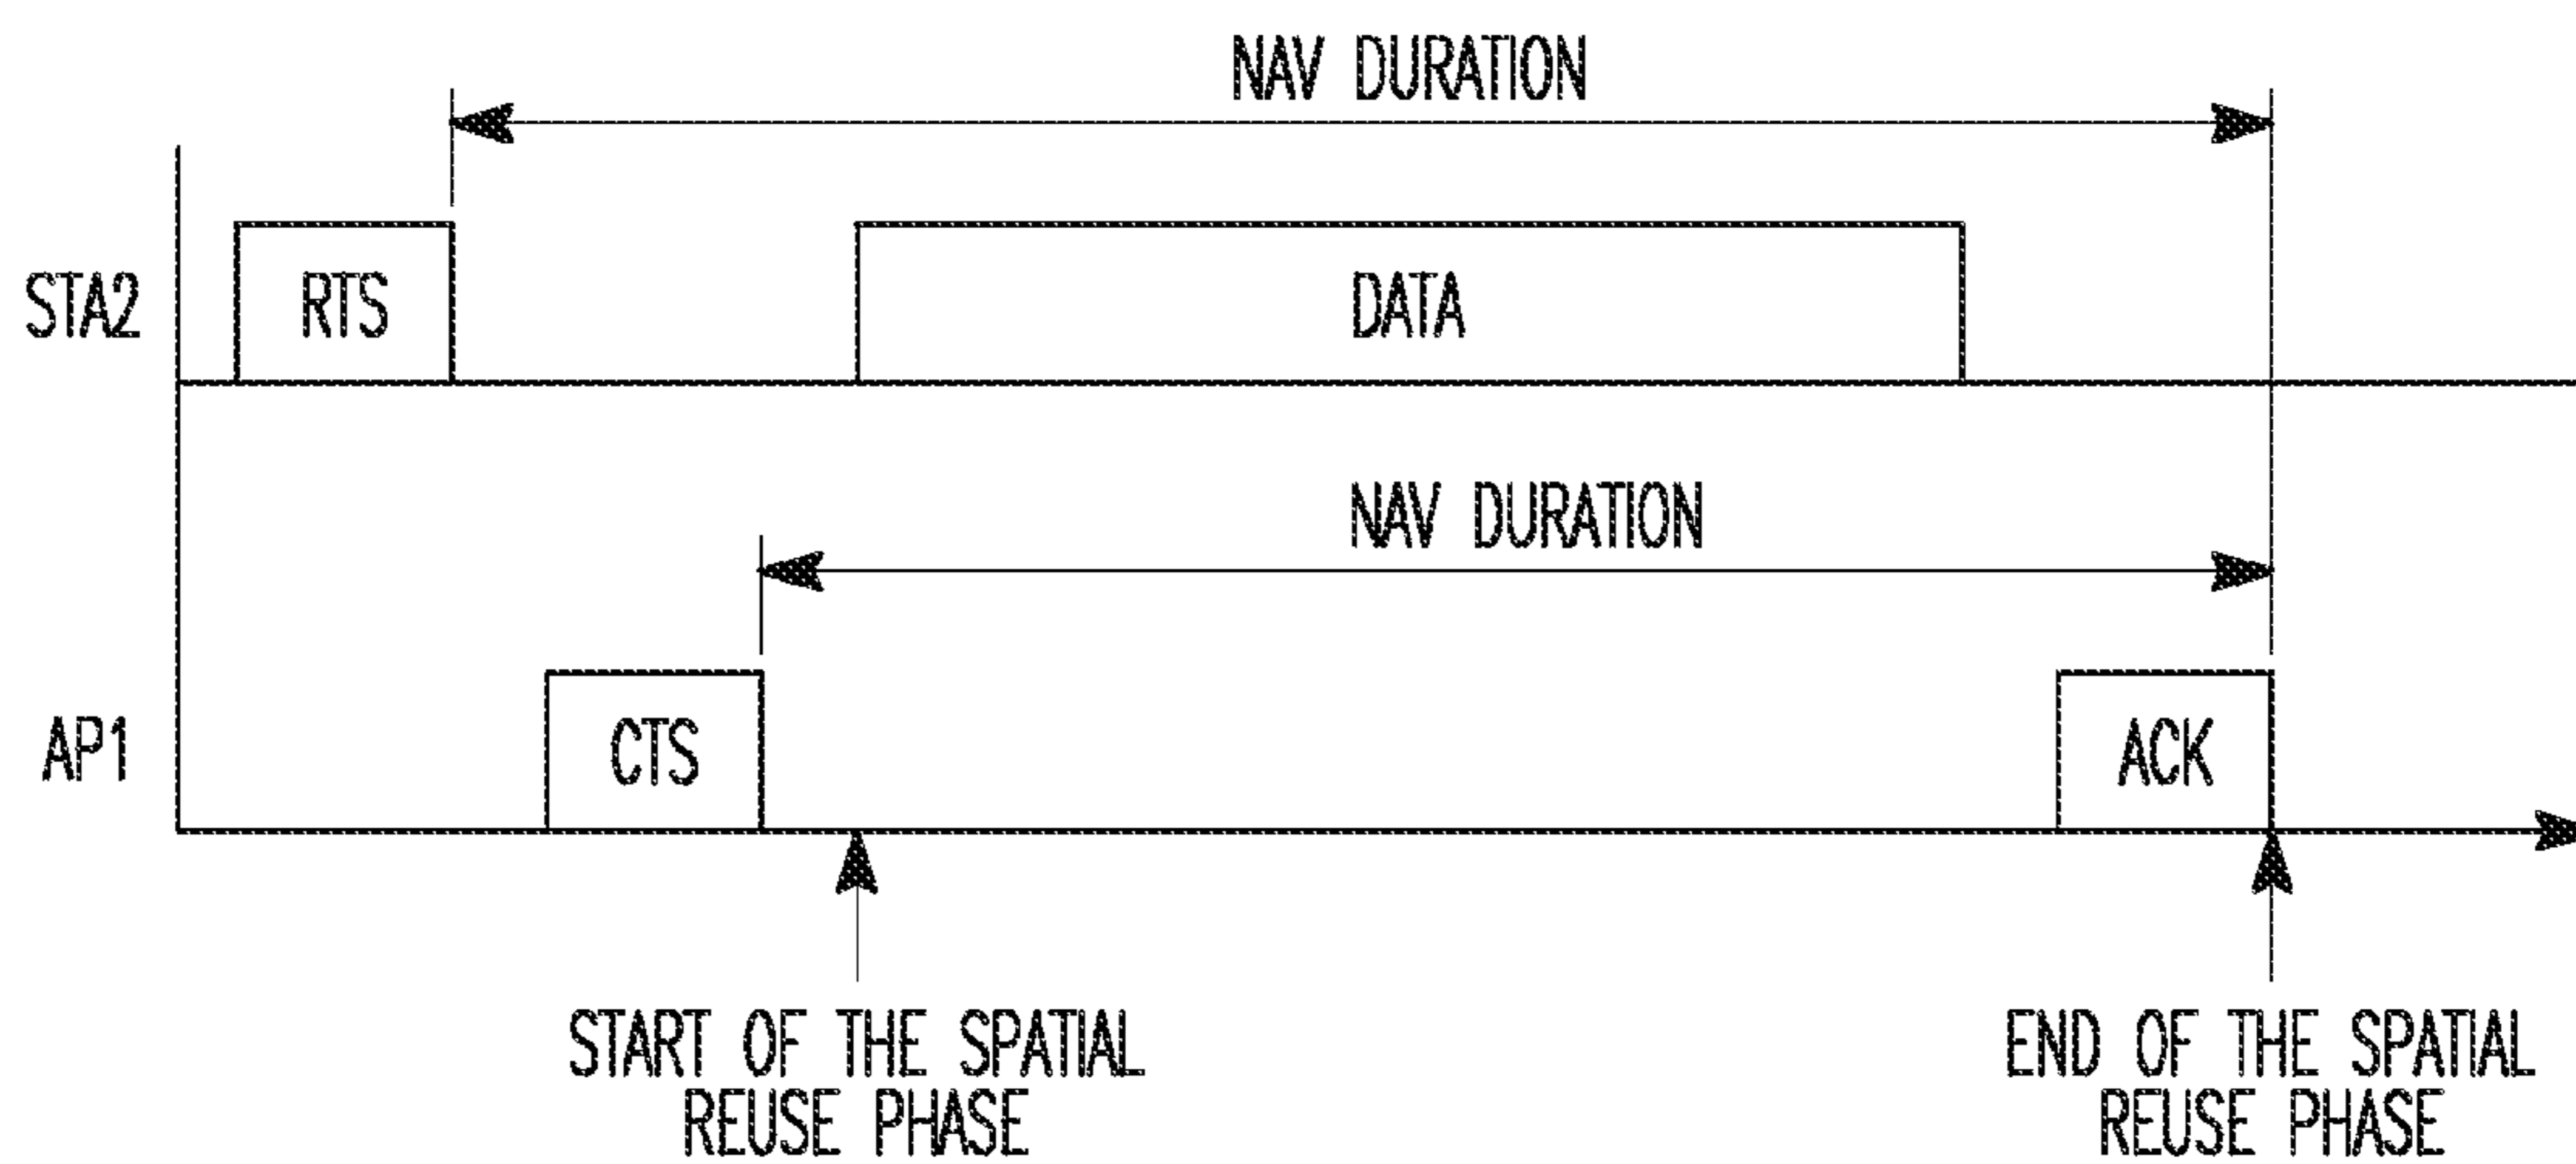 NAV DURATION
STA2
RTS
DATA
NAV DURATION
AP1
CTS
ACK
START OF THE SPATIAL
REUSE PHASE
END OF THE SPATIAL
REUSE PHASE